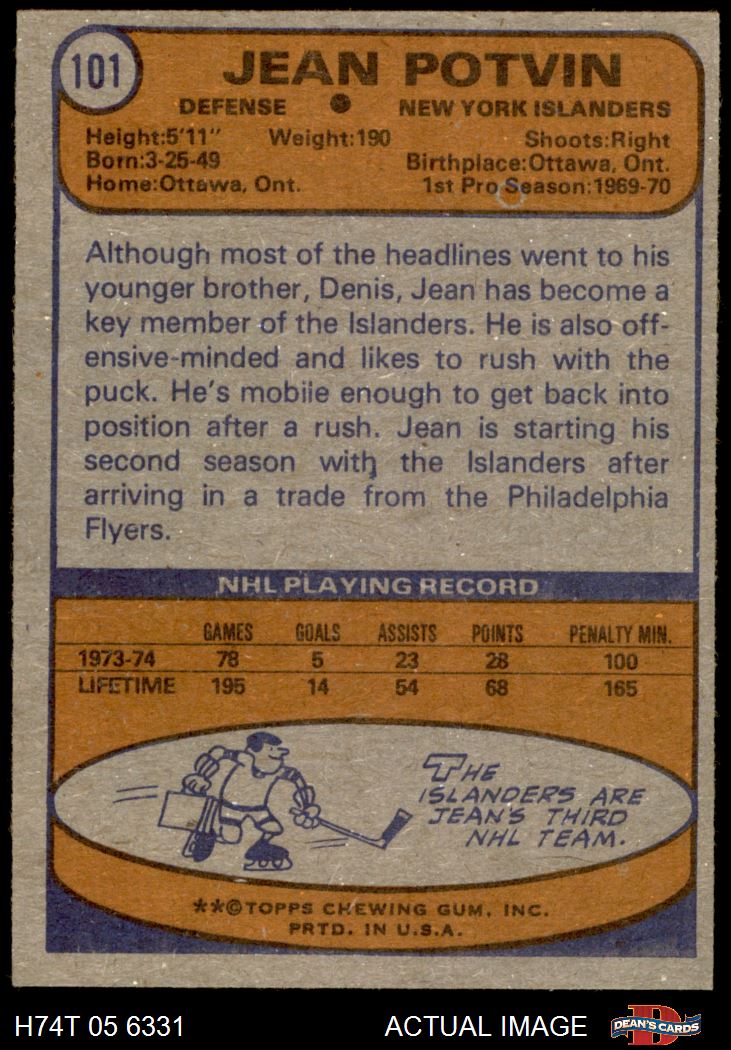 101
JEAN POTVIN
DEFENSE ● NEW YORK ISLANDERS
Height:5'11" Weight:190 Shoots:Right
Born:3-25-49 Birthplace:Ottawa, Ont.
Home:Ottawa, Ont. 1st Pro Season:1969-70
Although most of the headlines went to his
younger brother, Denis, Jean has become a
key member of the Islanders. He is also off-
ensive-minded and likes to rush with the
puck. He's mobile enough to get back into
position after a rush. Jean is starting his
second season with the Islanders after
arriving in a trade from the Philadelphia
Flyers.
NHL PLAYING RECORD
GAMES GOALS ASSISTS POINTS PENALTY MIN.
1973-74 78 5 23 28 100
LIFETIME 195 14 54 68 165
THE
ISLANDERS ARE
JEAN'S THIRD
NHL TEAM.
**©TOPPS CHEWING GUM, INC.
PRTD. IN U.S.A.
H74T 05 6331 ACTUAL IMAGE D DEAN'S CARDS